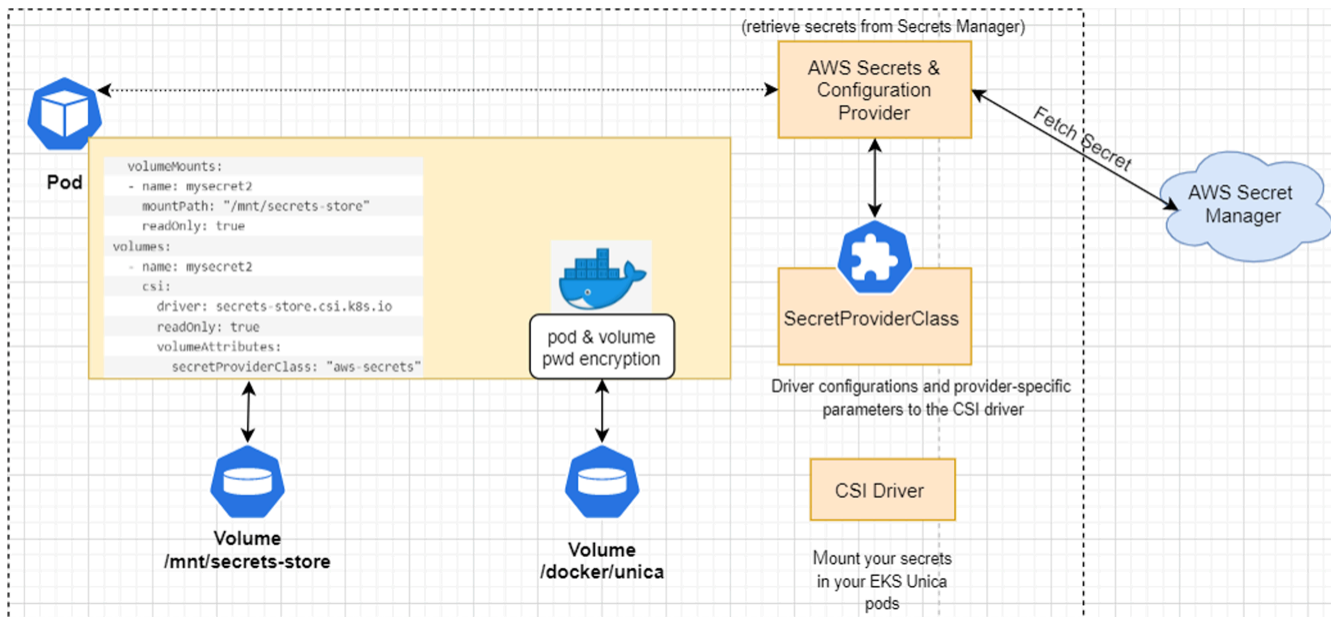 (retrieve secrets from Secrets Manager)
AWS Secrets &
Configuration
Provider
Fetch Secret
AWS Secret
Manager
Pod
volumeMounts:
- name: mysecret2
mountPath: "/mnt/secrets-store"
readOnly: true
volumes:
- name: mysecret2
csi:
driver: secrets-store.csi.k8s.io
readOnly: true
volumeAttributes:
secretProviderClass: "aws-secrets"
pod & volume
pwd encryption
SecretProviderClass
Driver configurations and provider-specific
parameters to the CSI driver
CSI Driver
Mount your secrets
in your EKS Unica
pods
Volume
/mnt/secrets-store
Volume
/docker/unica